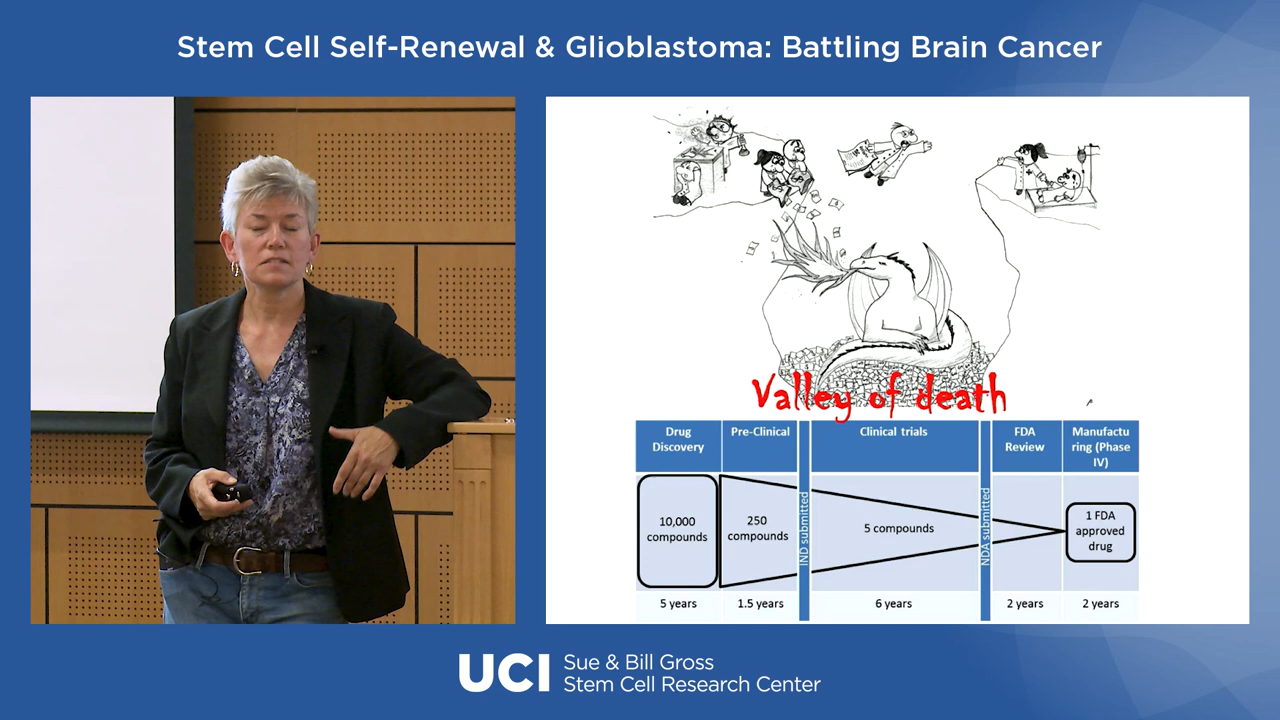 Stem Cell Self-Renewal & Glioblastoma: Battling Brain Cancer
Valley of death
Drug
Discovery
Pre-Clinical
Clinical trials
FDA
Review
Manufactu
ring (Phase
IV)
10,000
compounds
250
compounds
IND submitted
5 compounds
NDA submitted
1 FDA
approved
drug
5 years
1.5 years
6 years
2 years
2 years
UCI
Sue & Bill Gross
Stem Cell Research Center